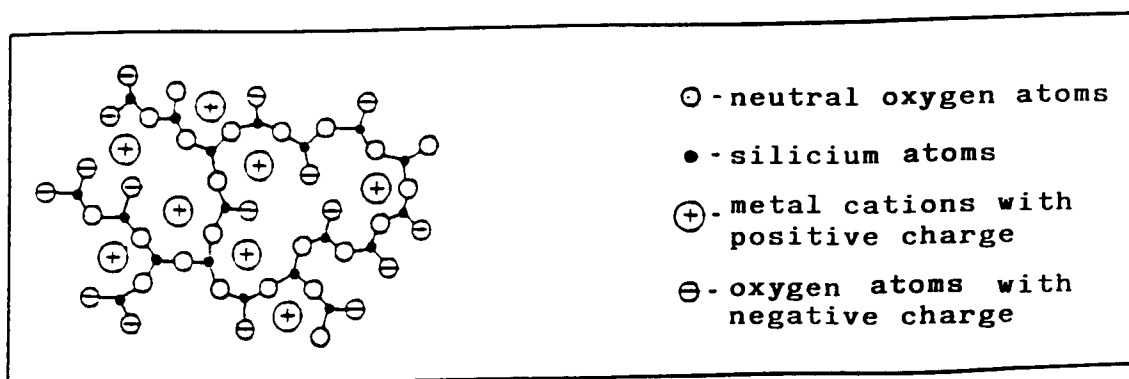 - neutral oxygen atoms
- silicium atoms
- metal cations with
positive charge
- oxygen atoms with
negative charge